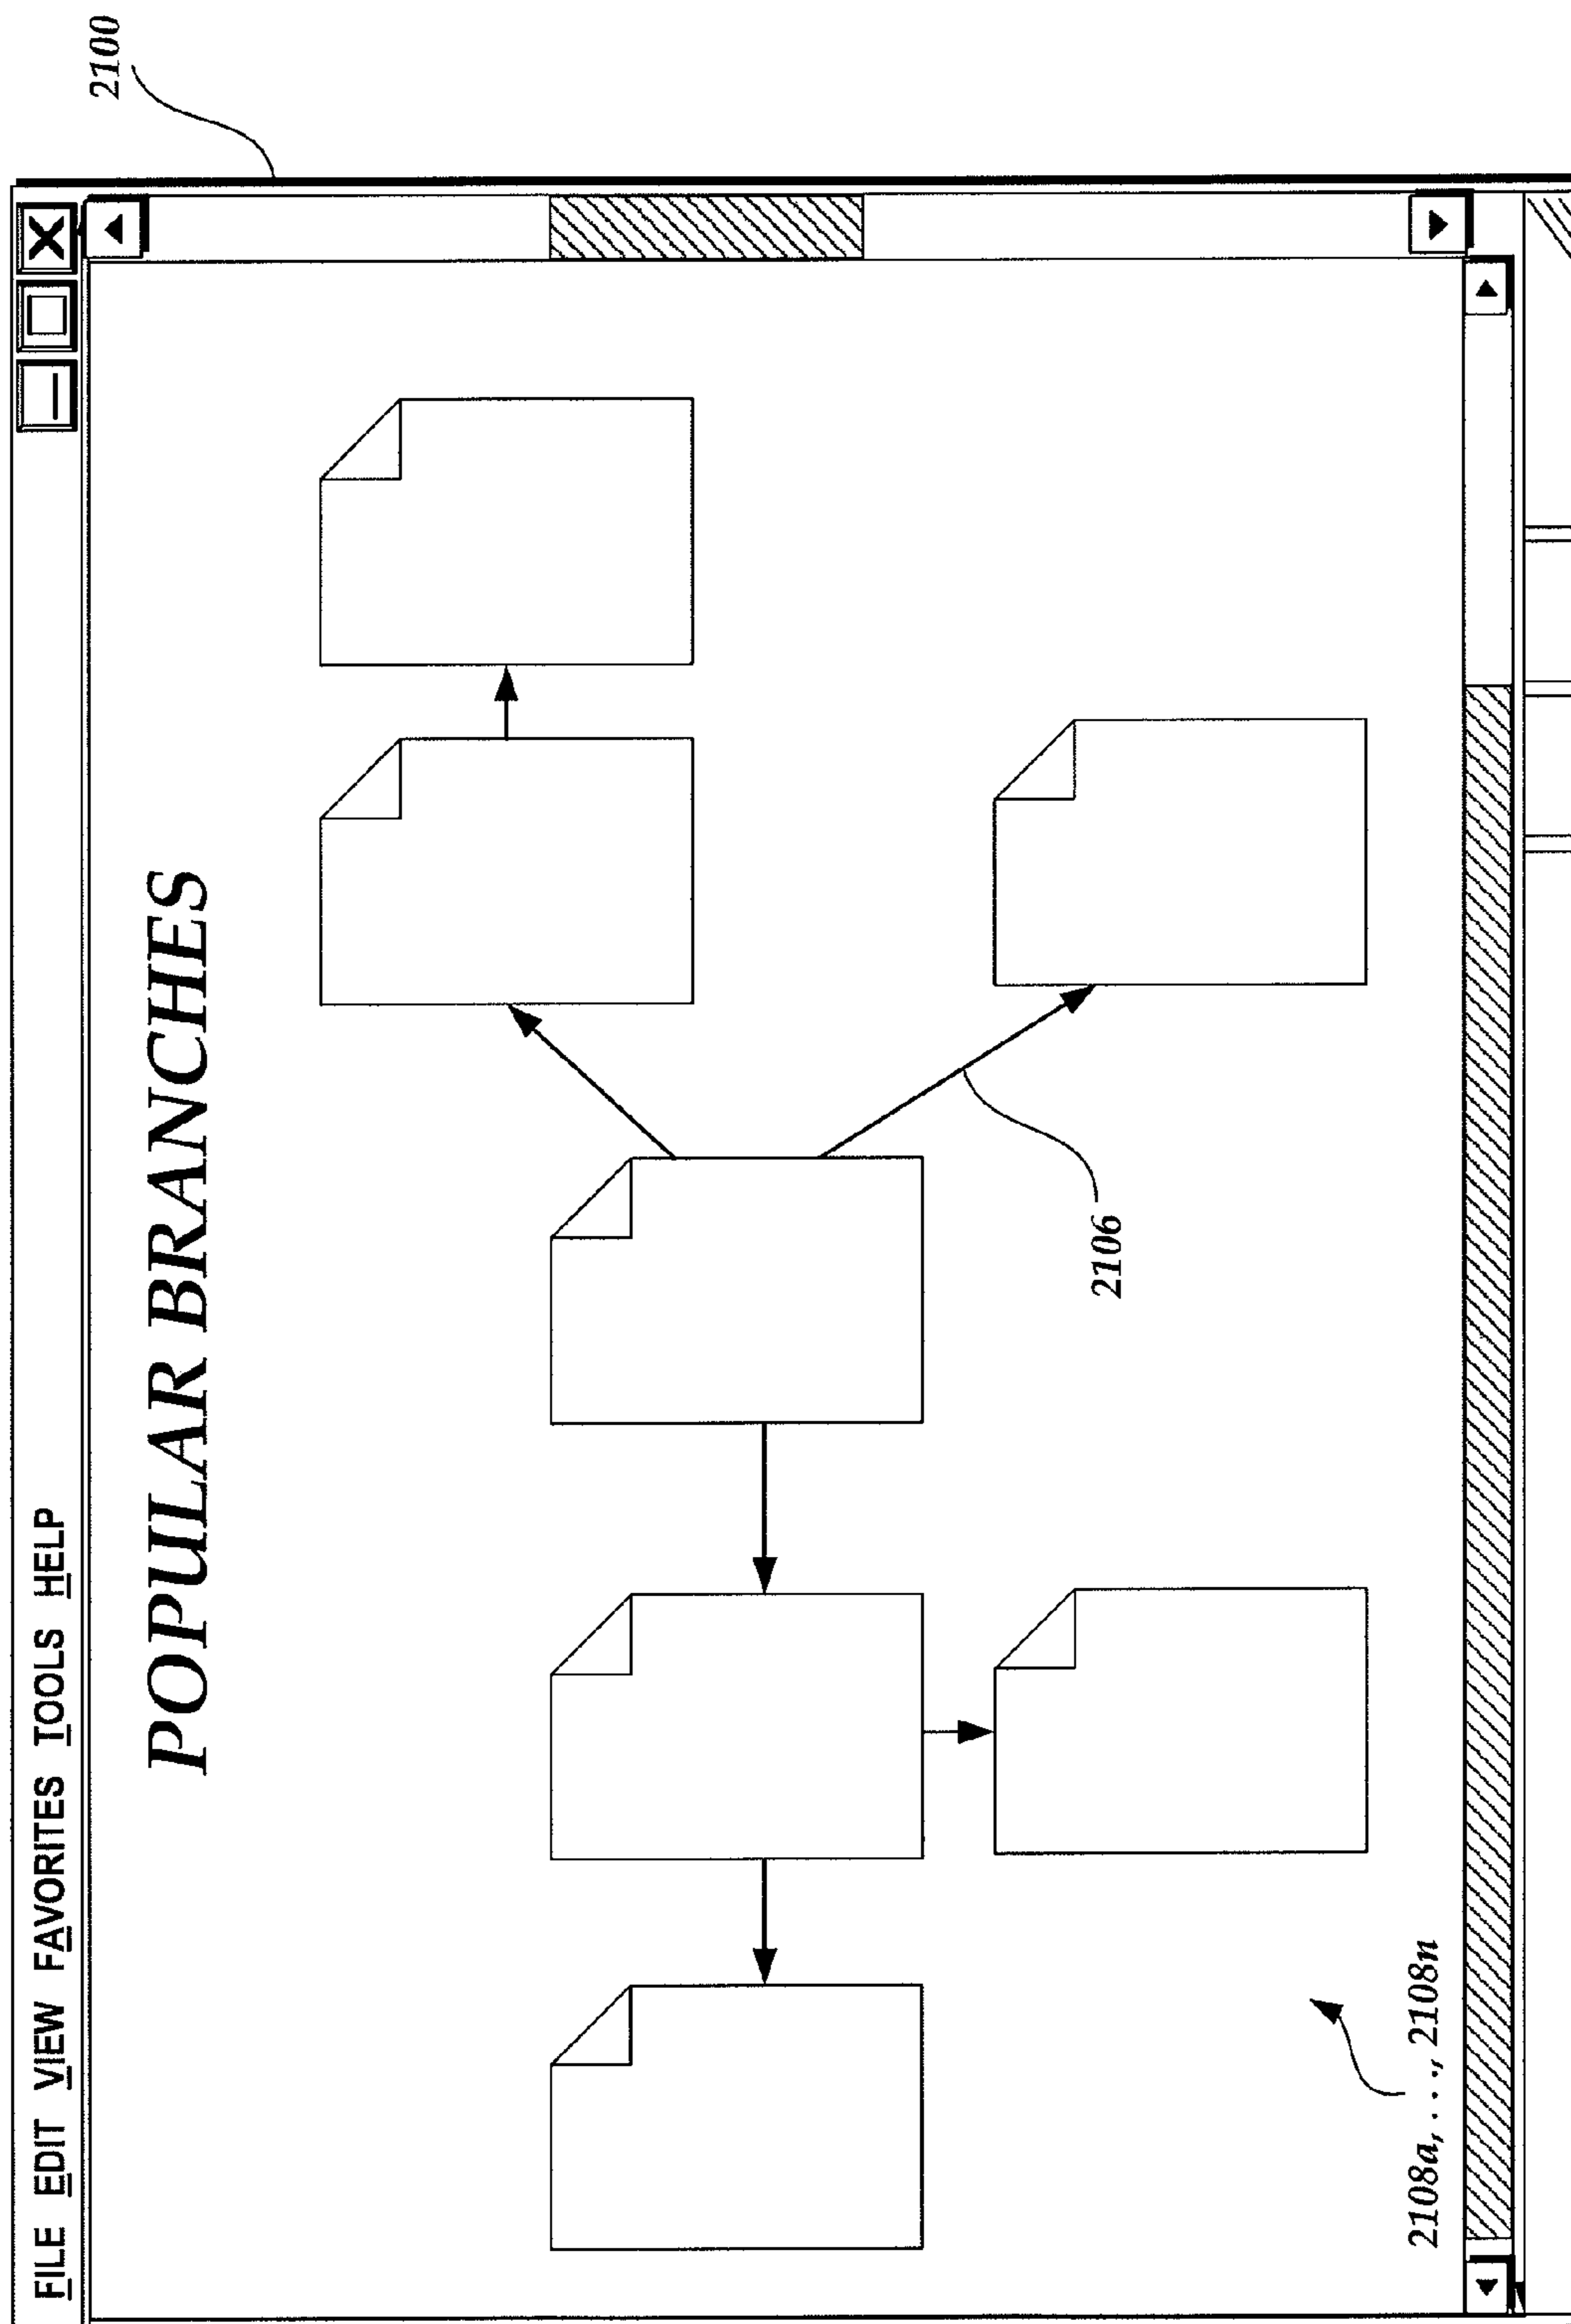 2100
FILE EDIT VIEW FAVORITES TOOLS HELP
POPULAR BRANCHES
2106
2108a, . . ., 2108n